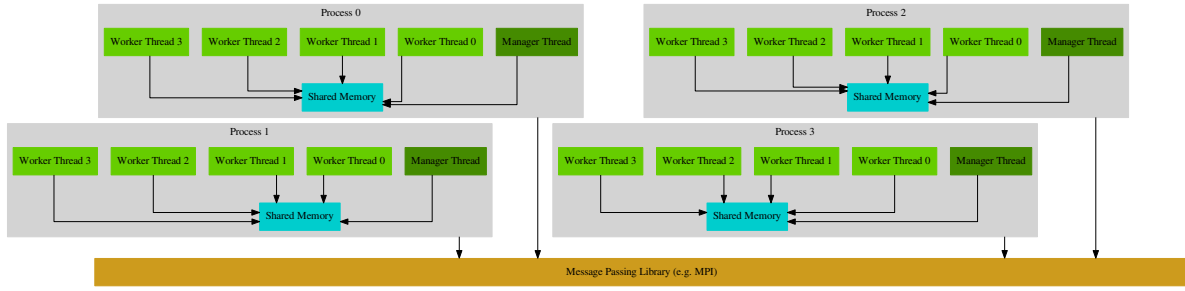 Process 0
Worker Thread 3
Worker Thread 2
Worker Thread 1
Worker Thread 0
Manager Thread
Shared Memory
Process 2
Worker Thread 3
Worker Thread 2
Worker Thread 1
Worker Thread 0
Manager Thread
Shared Memory
Process 1
Worker Thread 3
Worker Thread 2
Worker Thread 1
Worker Thread 0
Manager Thread
Shared Memory
Process 3
Worker Thread 3
Worker Thread 2
Worker Thread 1
Worker Thread 0
Manager Thread
Shared Memory
Message Passing Library (e.g. MPI)